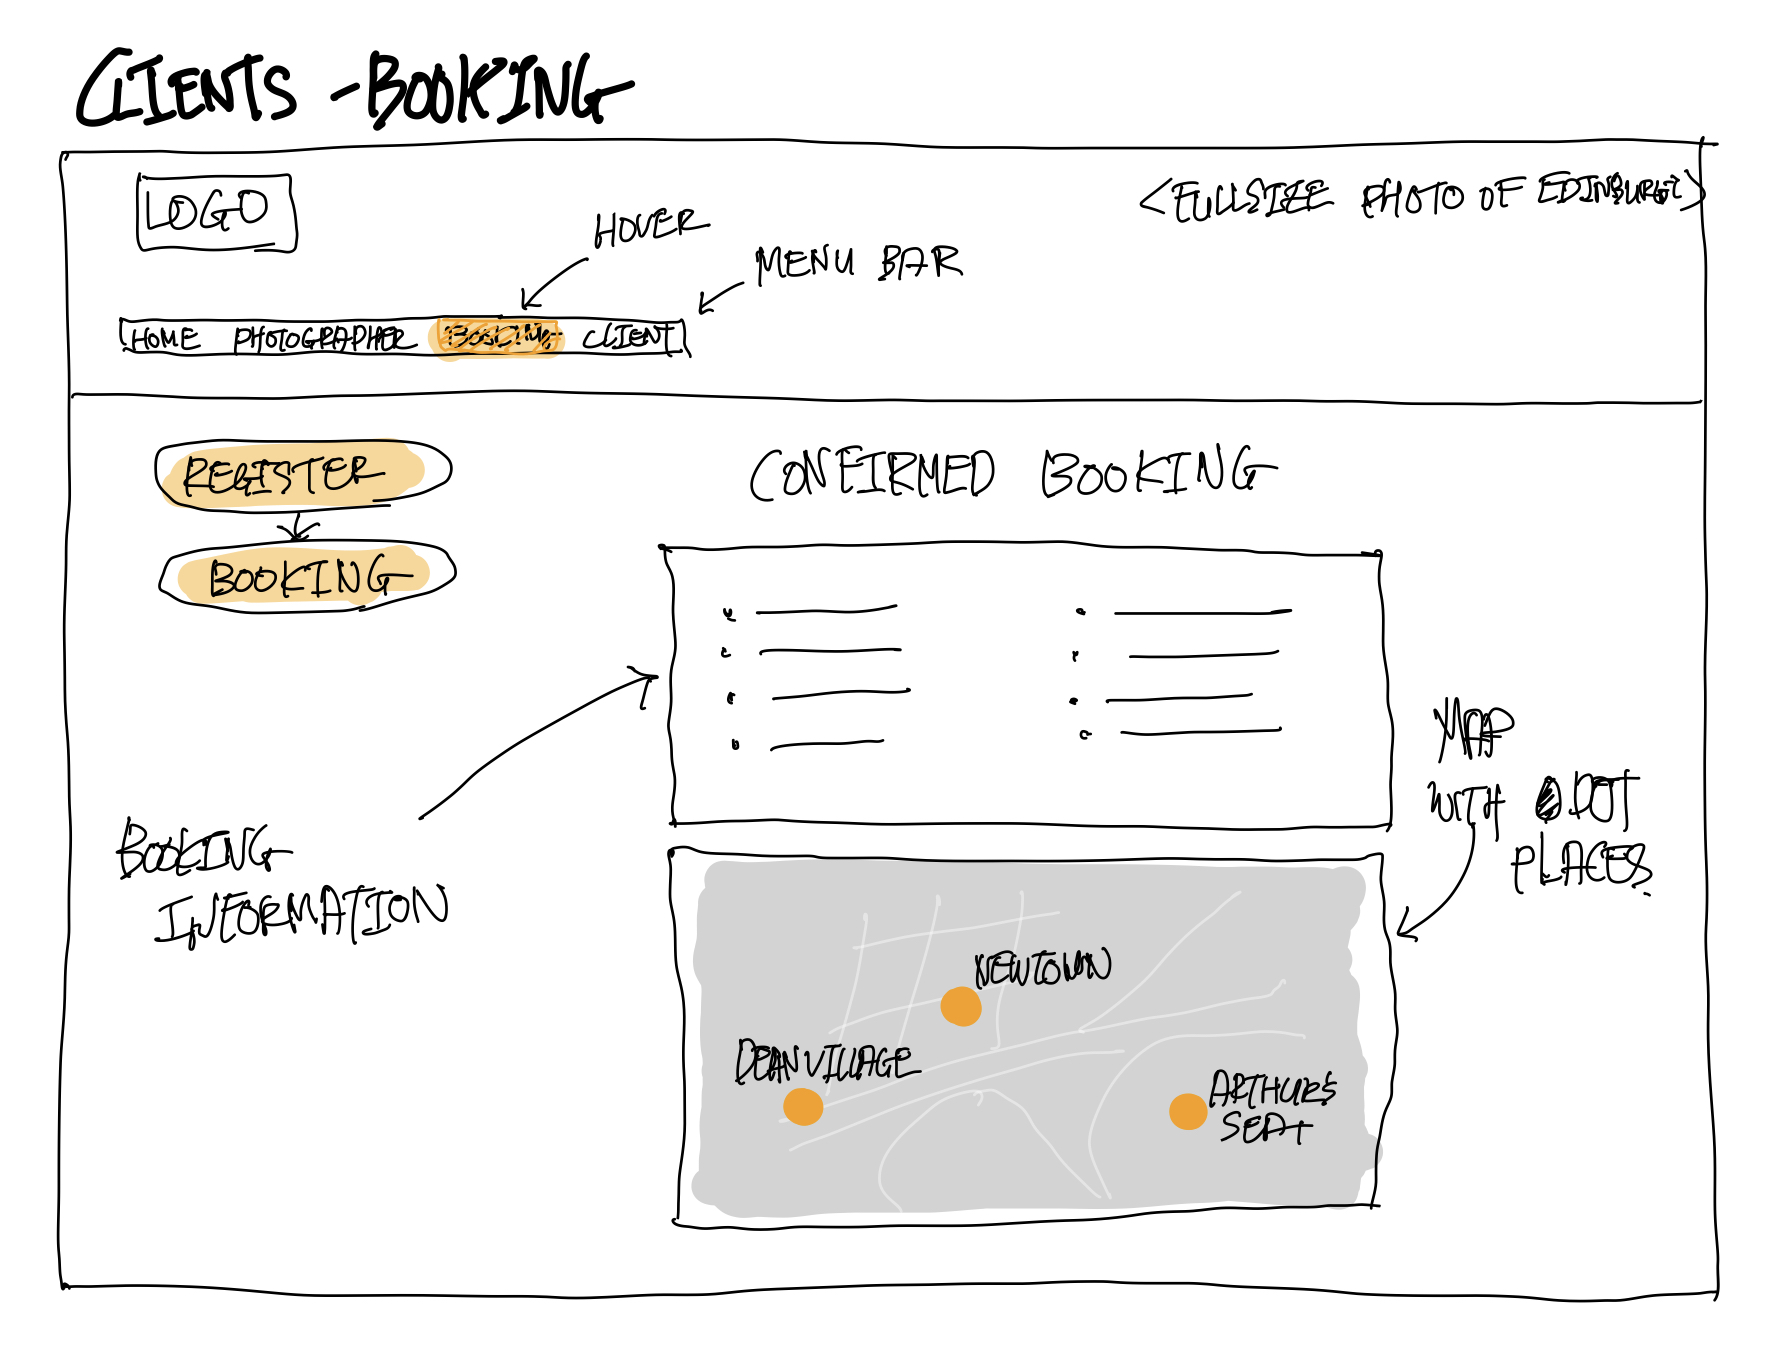 CLIENTS - BOOKING
LOGO
<FULLSIZE PHOTO OF EDINBURGH>
HOVER
MENU BAR
HOME PHOTOGRAPHER BOOKING CLIENT
REGISTER
BOOKING
CONFIRMED BOOKING
MAP
WITH DOT
PLACES
BOOKING
INFORMATION
NEWTOWN
DEAN VILLAGE
ARTHURS
SEAT